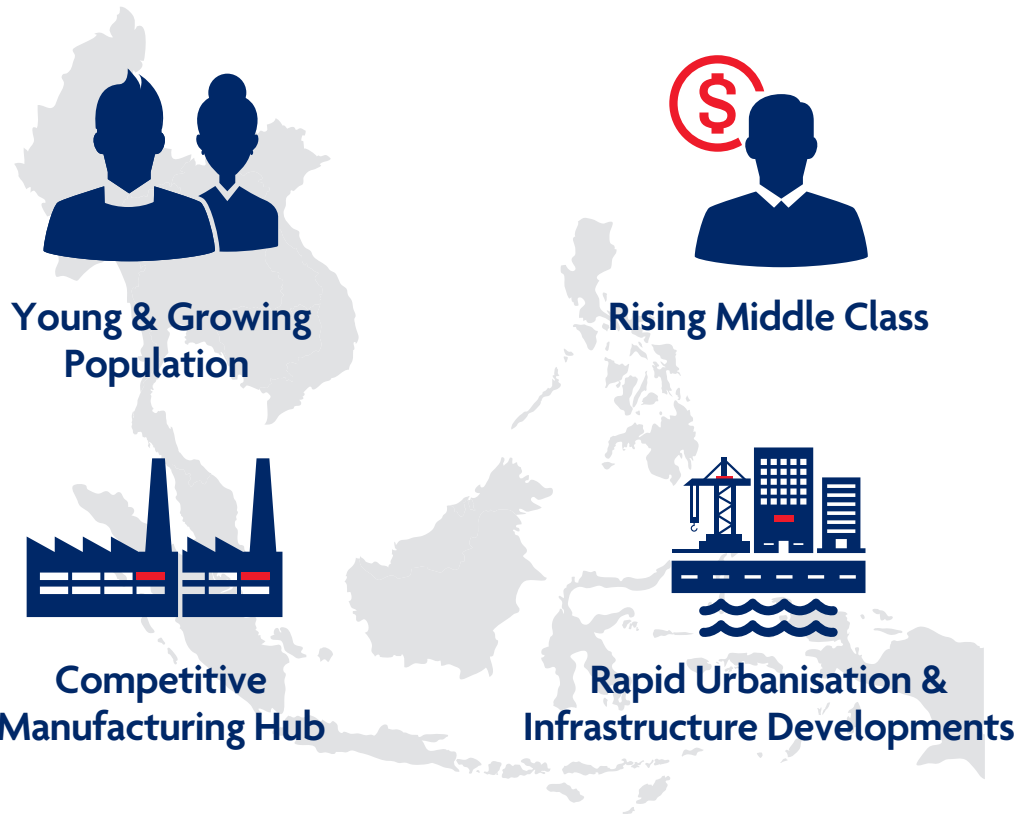 $
Young & Growing
Population
Rising Middle Class
Competitive
Manufacturing Hub
Rapid Urbanisation &
Infrastructure Developments